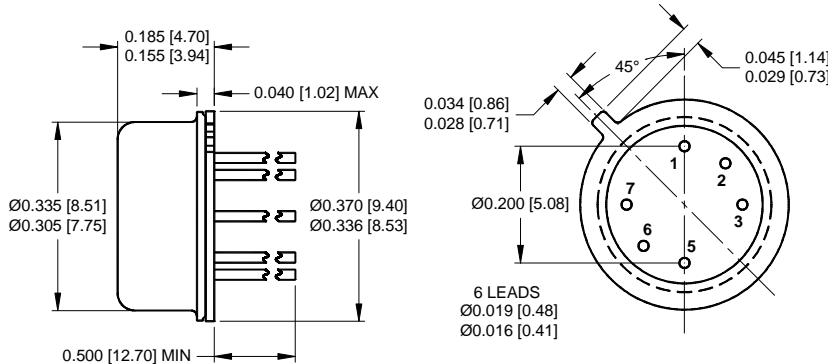 0.185 [4.70]
0.155 [3.94]
0.040 [1.02] MAX
Ø0.335 [8.51]
Ø0.305 [7.75]
Ø0.370 [9.40]
Ø0.336 [8.53]
0.500 [12.70] MIN
45°
0.045 [1.14]
0.029 [0.73]
0.034 [0.86]
0.028 [0.71]
Ø0.200 [5.08]
1
2
3
5
6
7
6 LEADS
Ø0.019 [0.48]
Ø0.016 [0.41]